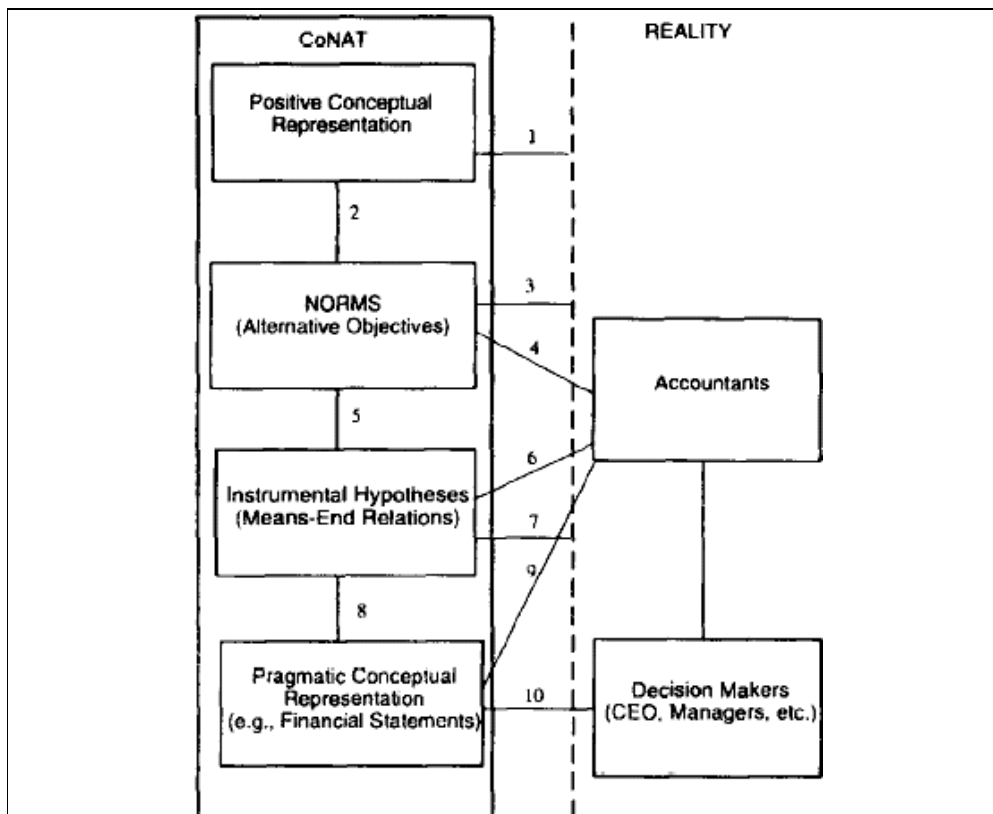 CoNAT
REALITY
Positive Conceptual
Representation
1
2
NORMS
(Alternative Objectives)
3
4
Accountants
5
6
Instrumental Hypotheses
(Means-End Relations)
7
9
8
Pragmatic Conceptual
Representation
(e.g., Financial Statements)
10
Decision Makers
(CEO, Managers, etc.)